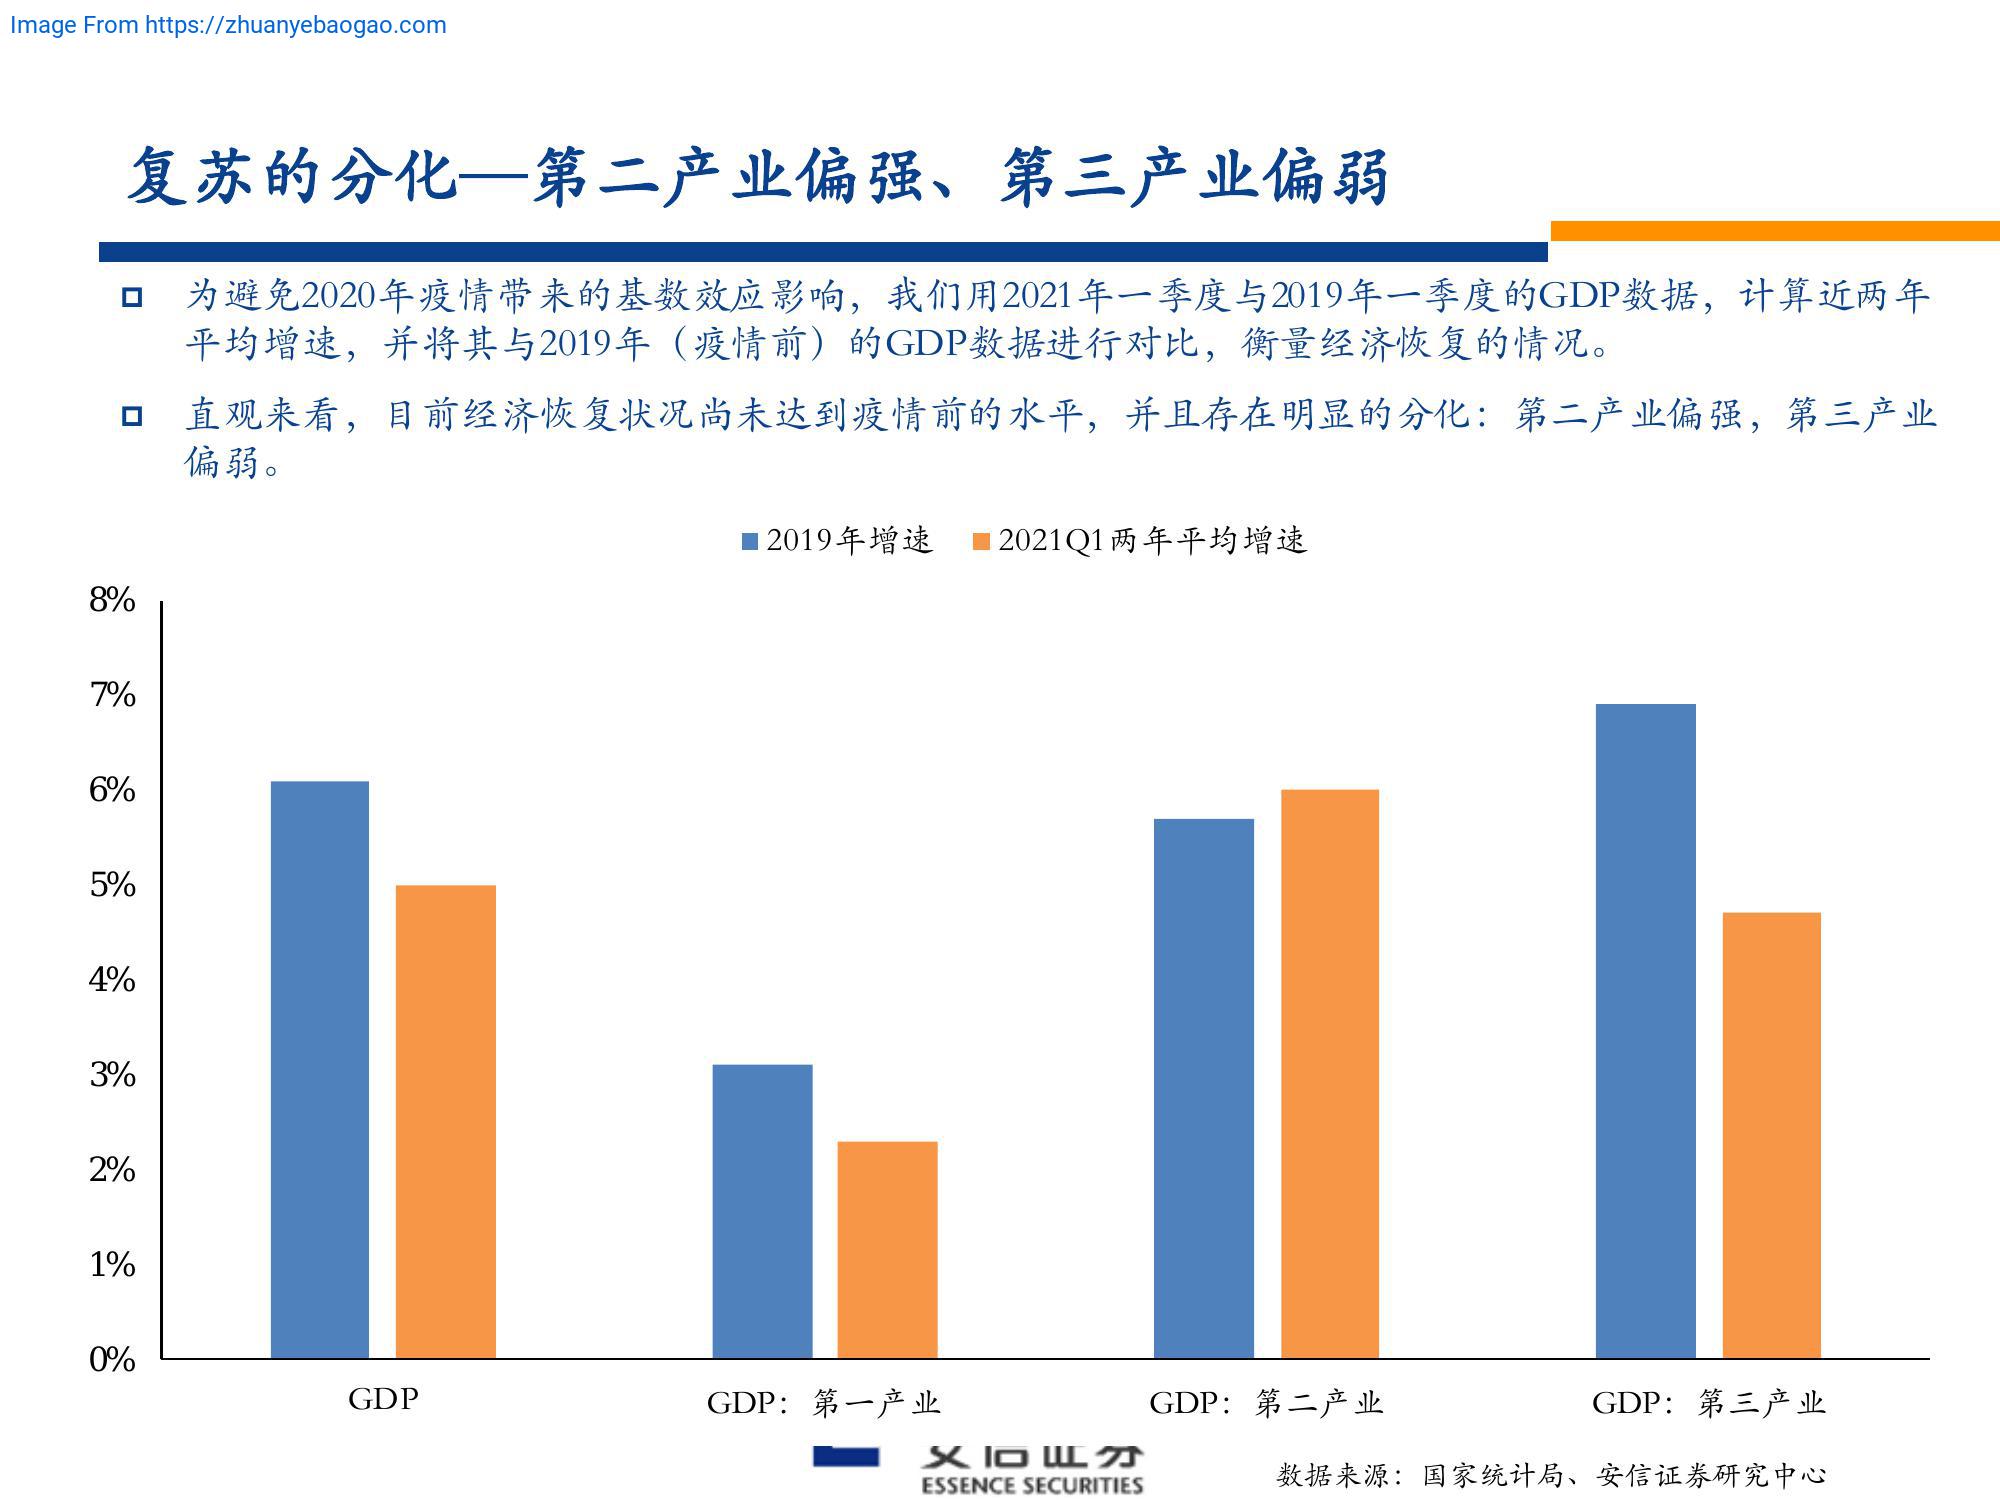 Image From https://zhuanyebaogao.com
复苏的分化—第二产业偏强、第三产业偏弱
为避免2020年疫情带来的基数效应影响，我们用2021年一季度与2019年一季度的GDP数据，计算近两年
平均增速，并将其与2019年（疫情前）的GDP数据进行对比，衡量经济恢复的情况。
直观来看，目前经济恢复状况尚未达到疫情前的水平，并且存在明显的分化：第二产业偏强，第三产业
偏弱。
2019年增速 2021Q1两年平均增速
8%
7%
6%
5%
4%
3%
2%
1%
0%
GDP GDP：第一产业 GDP：第二产业 GDP：第三产业
安信证券
ESSENCE SECURITIES
数据来源：国家统计局、安信证券研究中心